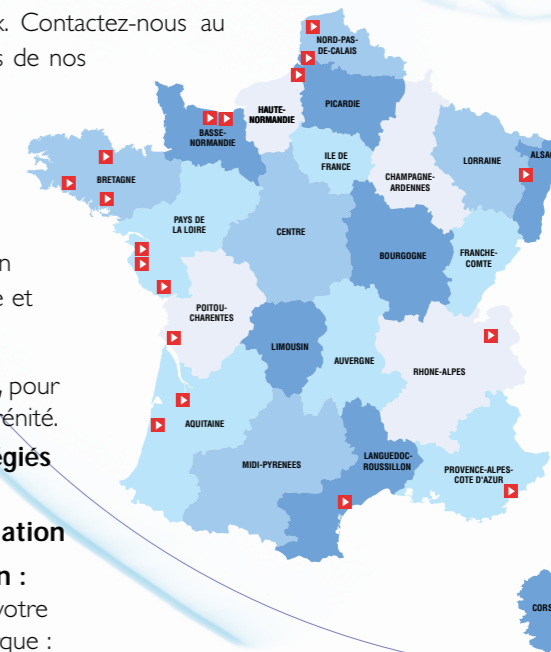 x. Contactez-nous au
s de nos
n
e et
, pour
rénité.
égiés
ation
n :
votre
rque :
NORD-PAS-
DE-CALAIS
PICARDIE
HAUTE-
NORMANDIE
BASSE-
NORMANDIE
ILE DE
FRANCE
CHAMPAGNE-
ARDENNES
LORRAINE
ALSA
BRETAGNE
PAYS DE
LA LOIRE
CENTRE
BOURGOGNE
FRANCHE-
COMTE
POITOU-
CHARENTES
LIMOUSIN
AUVERGNE
RHONE-ALPES
AQUITAINE
MIDI-PYRENEES
LANGUEDOC-
ROUSSILLON
PROVENCE-ALPES-
COTE D'AZUR
CORS